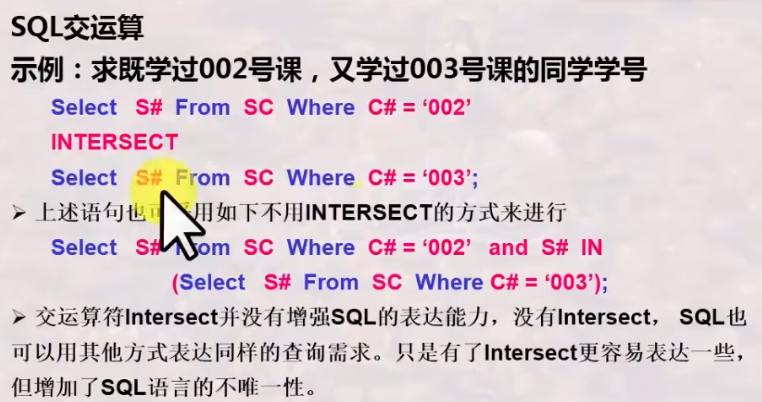 SQL交运算
示例：求既学过002号课，又学过003号课的同学学号
Select S# From SC Where C# = ‘002’
INTERSECT
Select S# From SC Where C# = ‘003’;
➢ 上述语句也可用如下不用INTERSECT的方式来进行
Select S# From SC Where C# = ‘002’ and S# IN
(Select S# From SC Where C# = ‘003’);
➢ 交运算符Intersect并没有增强SQL的表达能力，没有Intersect， SQL也
可以用其他方式表达同样的查询需求。只是有了Intersect更容易表达一些，
但增加了SQL语言的不唯一性。